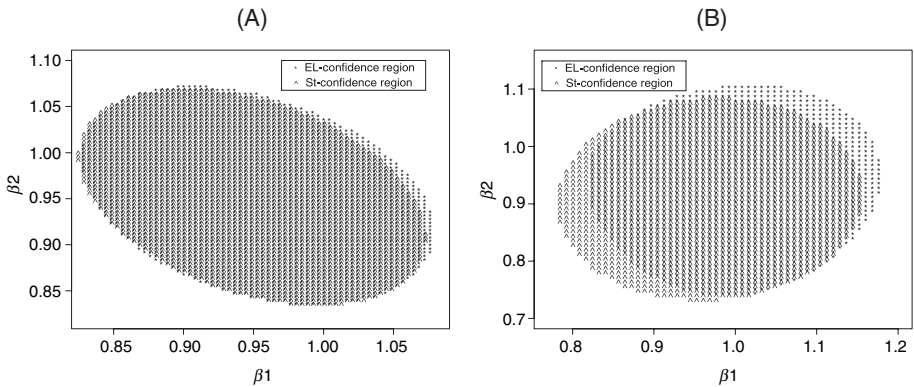 (A)
EL-confidence region
St-confidence region
1.10
1.05
1.00
0.95
0.90
0.85
β2
0.85 0.90 0.95 1.00 1.05
β1
(B)
EL-confidence region
St-confidence region
1.1
1.0
0.9
0.8
0.7
β2
0.8 0.9 1.0 1.1 1.2
β1